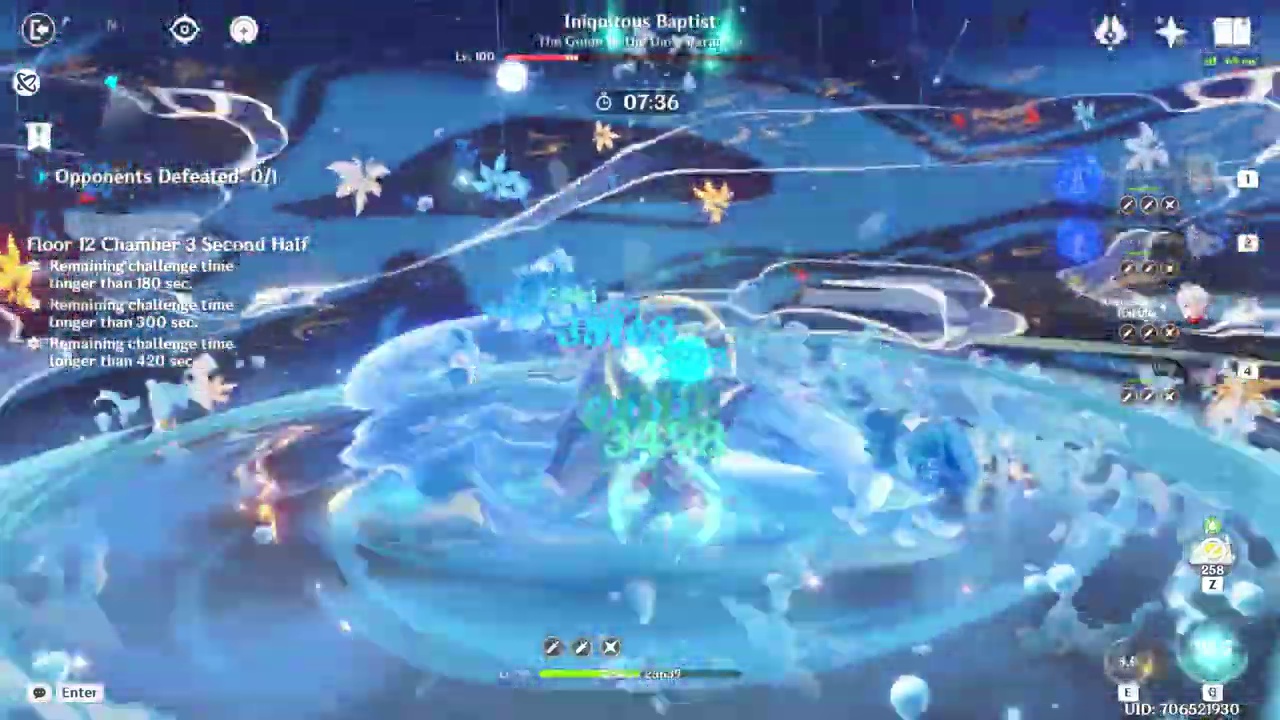 Iniquitous Baptist
Lv. 100
07:36
Opponents Defeated: 0/1
Floor 12 Chamber 3 Second Half
Remaining challenge time
longer than 180 sec.
Remaining challenge time
longer than 300 sec.
Remaining challenge time
longer than 420 sec.
1
2
4
3498
258
Z
Enter
E
Q
UID: 706521930